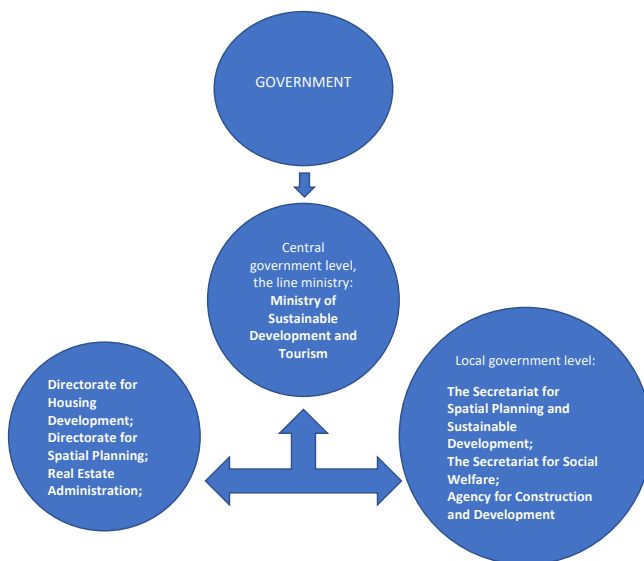 GOVERNMENT
Central
government level,
the line ministry:
Ministry of
Sustainable
Development and
Tourism
Directorate for
Housing
Development;
Directorate for
Spatial Planning;
Real Estate
Administration;
Local government level:
The Secretariat for
Spatial Planning and
Sustainable
Development;
The Secretariat for Social
Welfare;
Agency for Construction
and Development